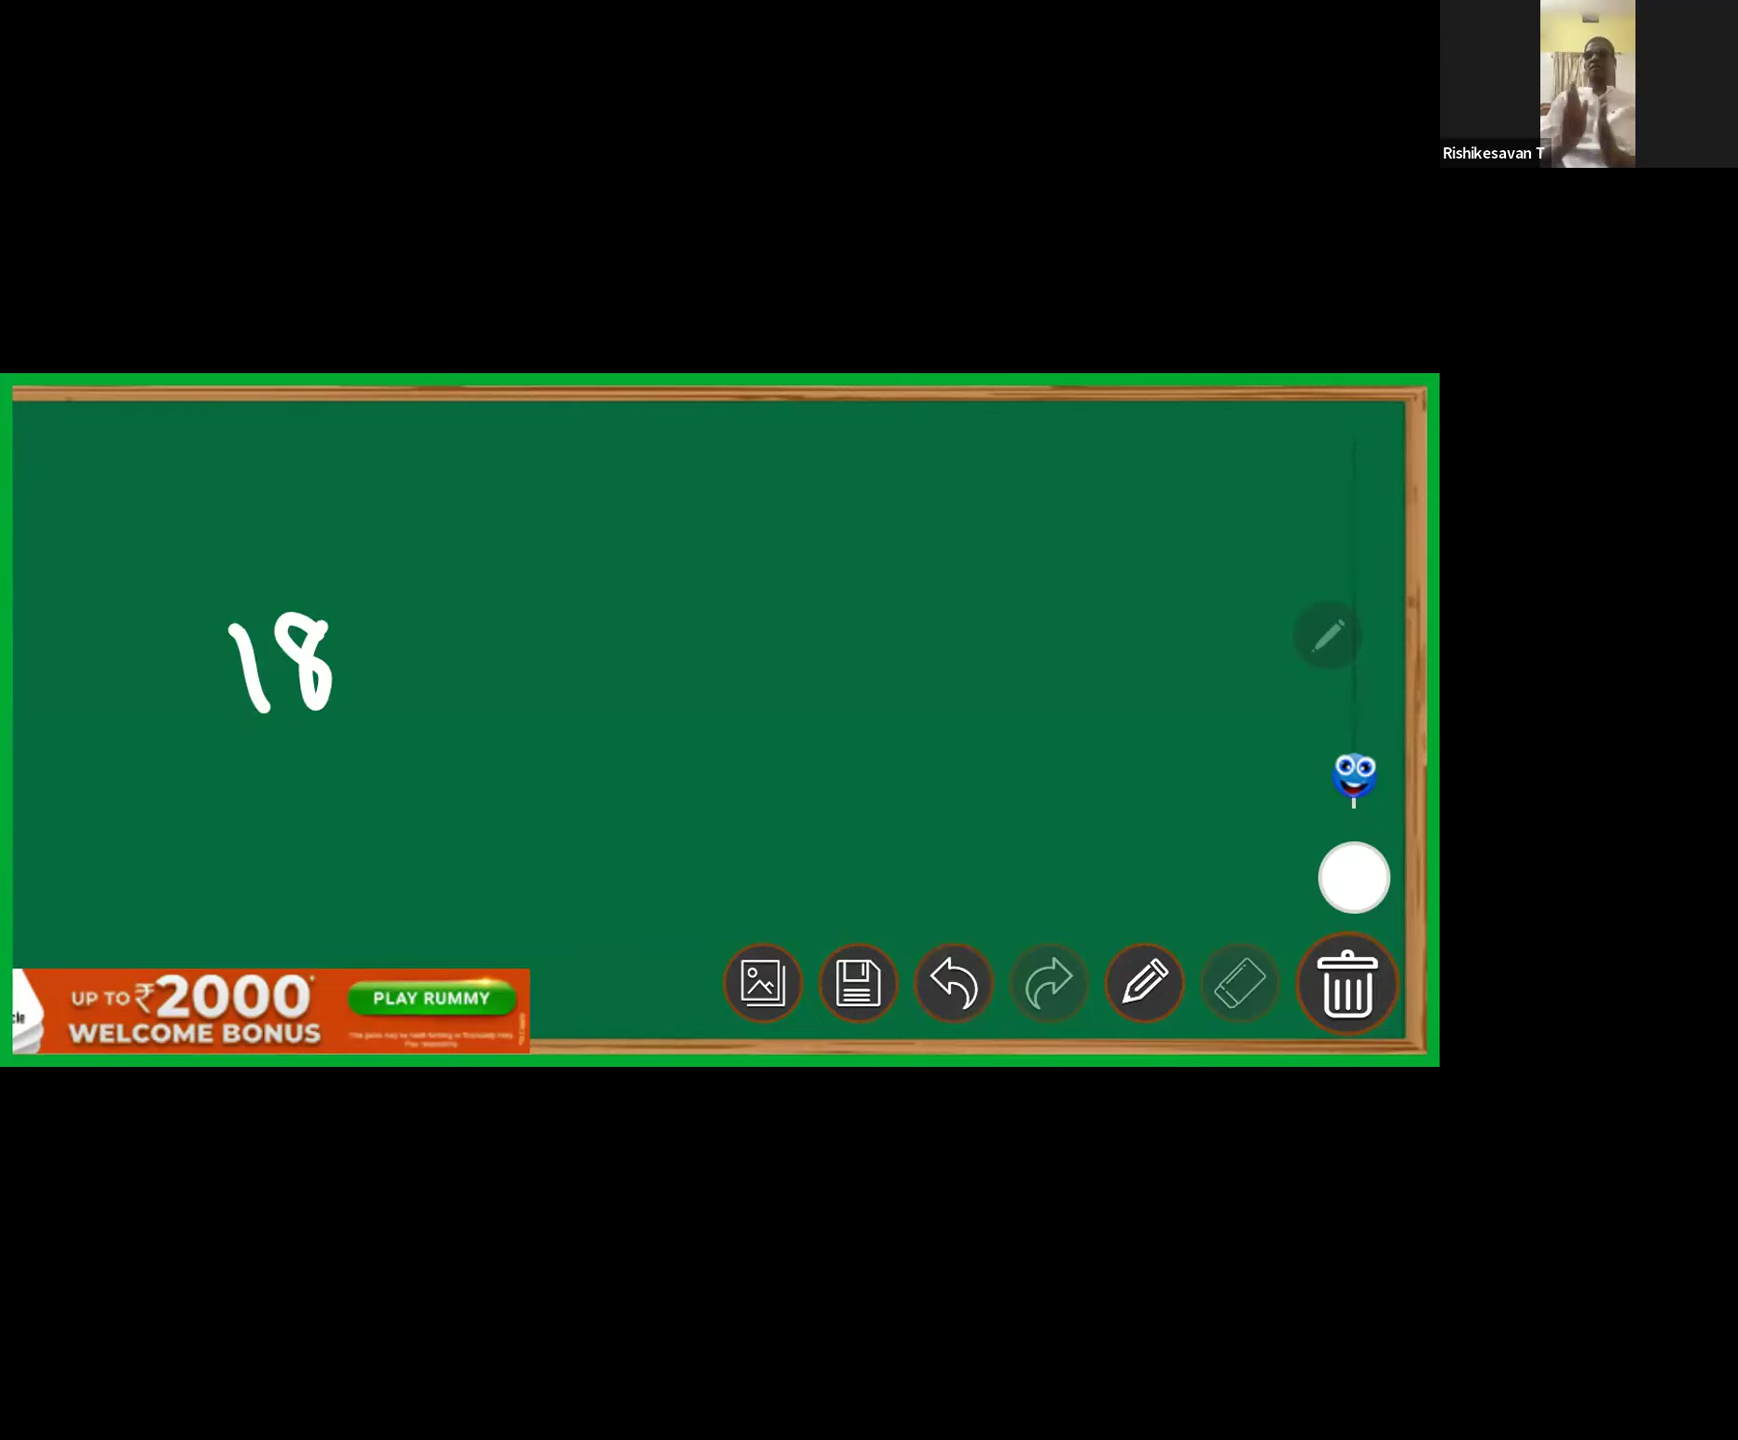 Rishikesavan T
18
UP TO ₹2000*
WELCOME BONUS
PLAY RUMMY